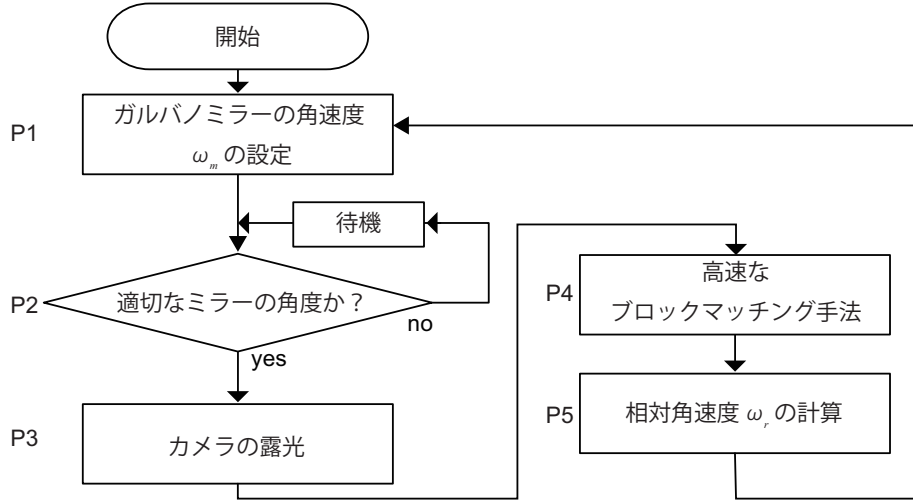 開始
P1
ガルバノミラーの角速度
ω_m の設定
待機
P2
適切なミラーの角度か？
no
yes
P3
カメラの露光
P4
高速な
ブロックマッチング手法
P5
相対角速度 ω_r の計算